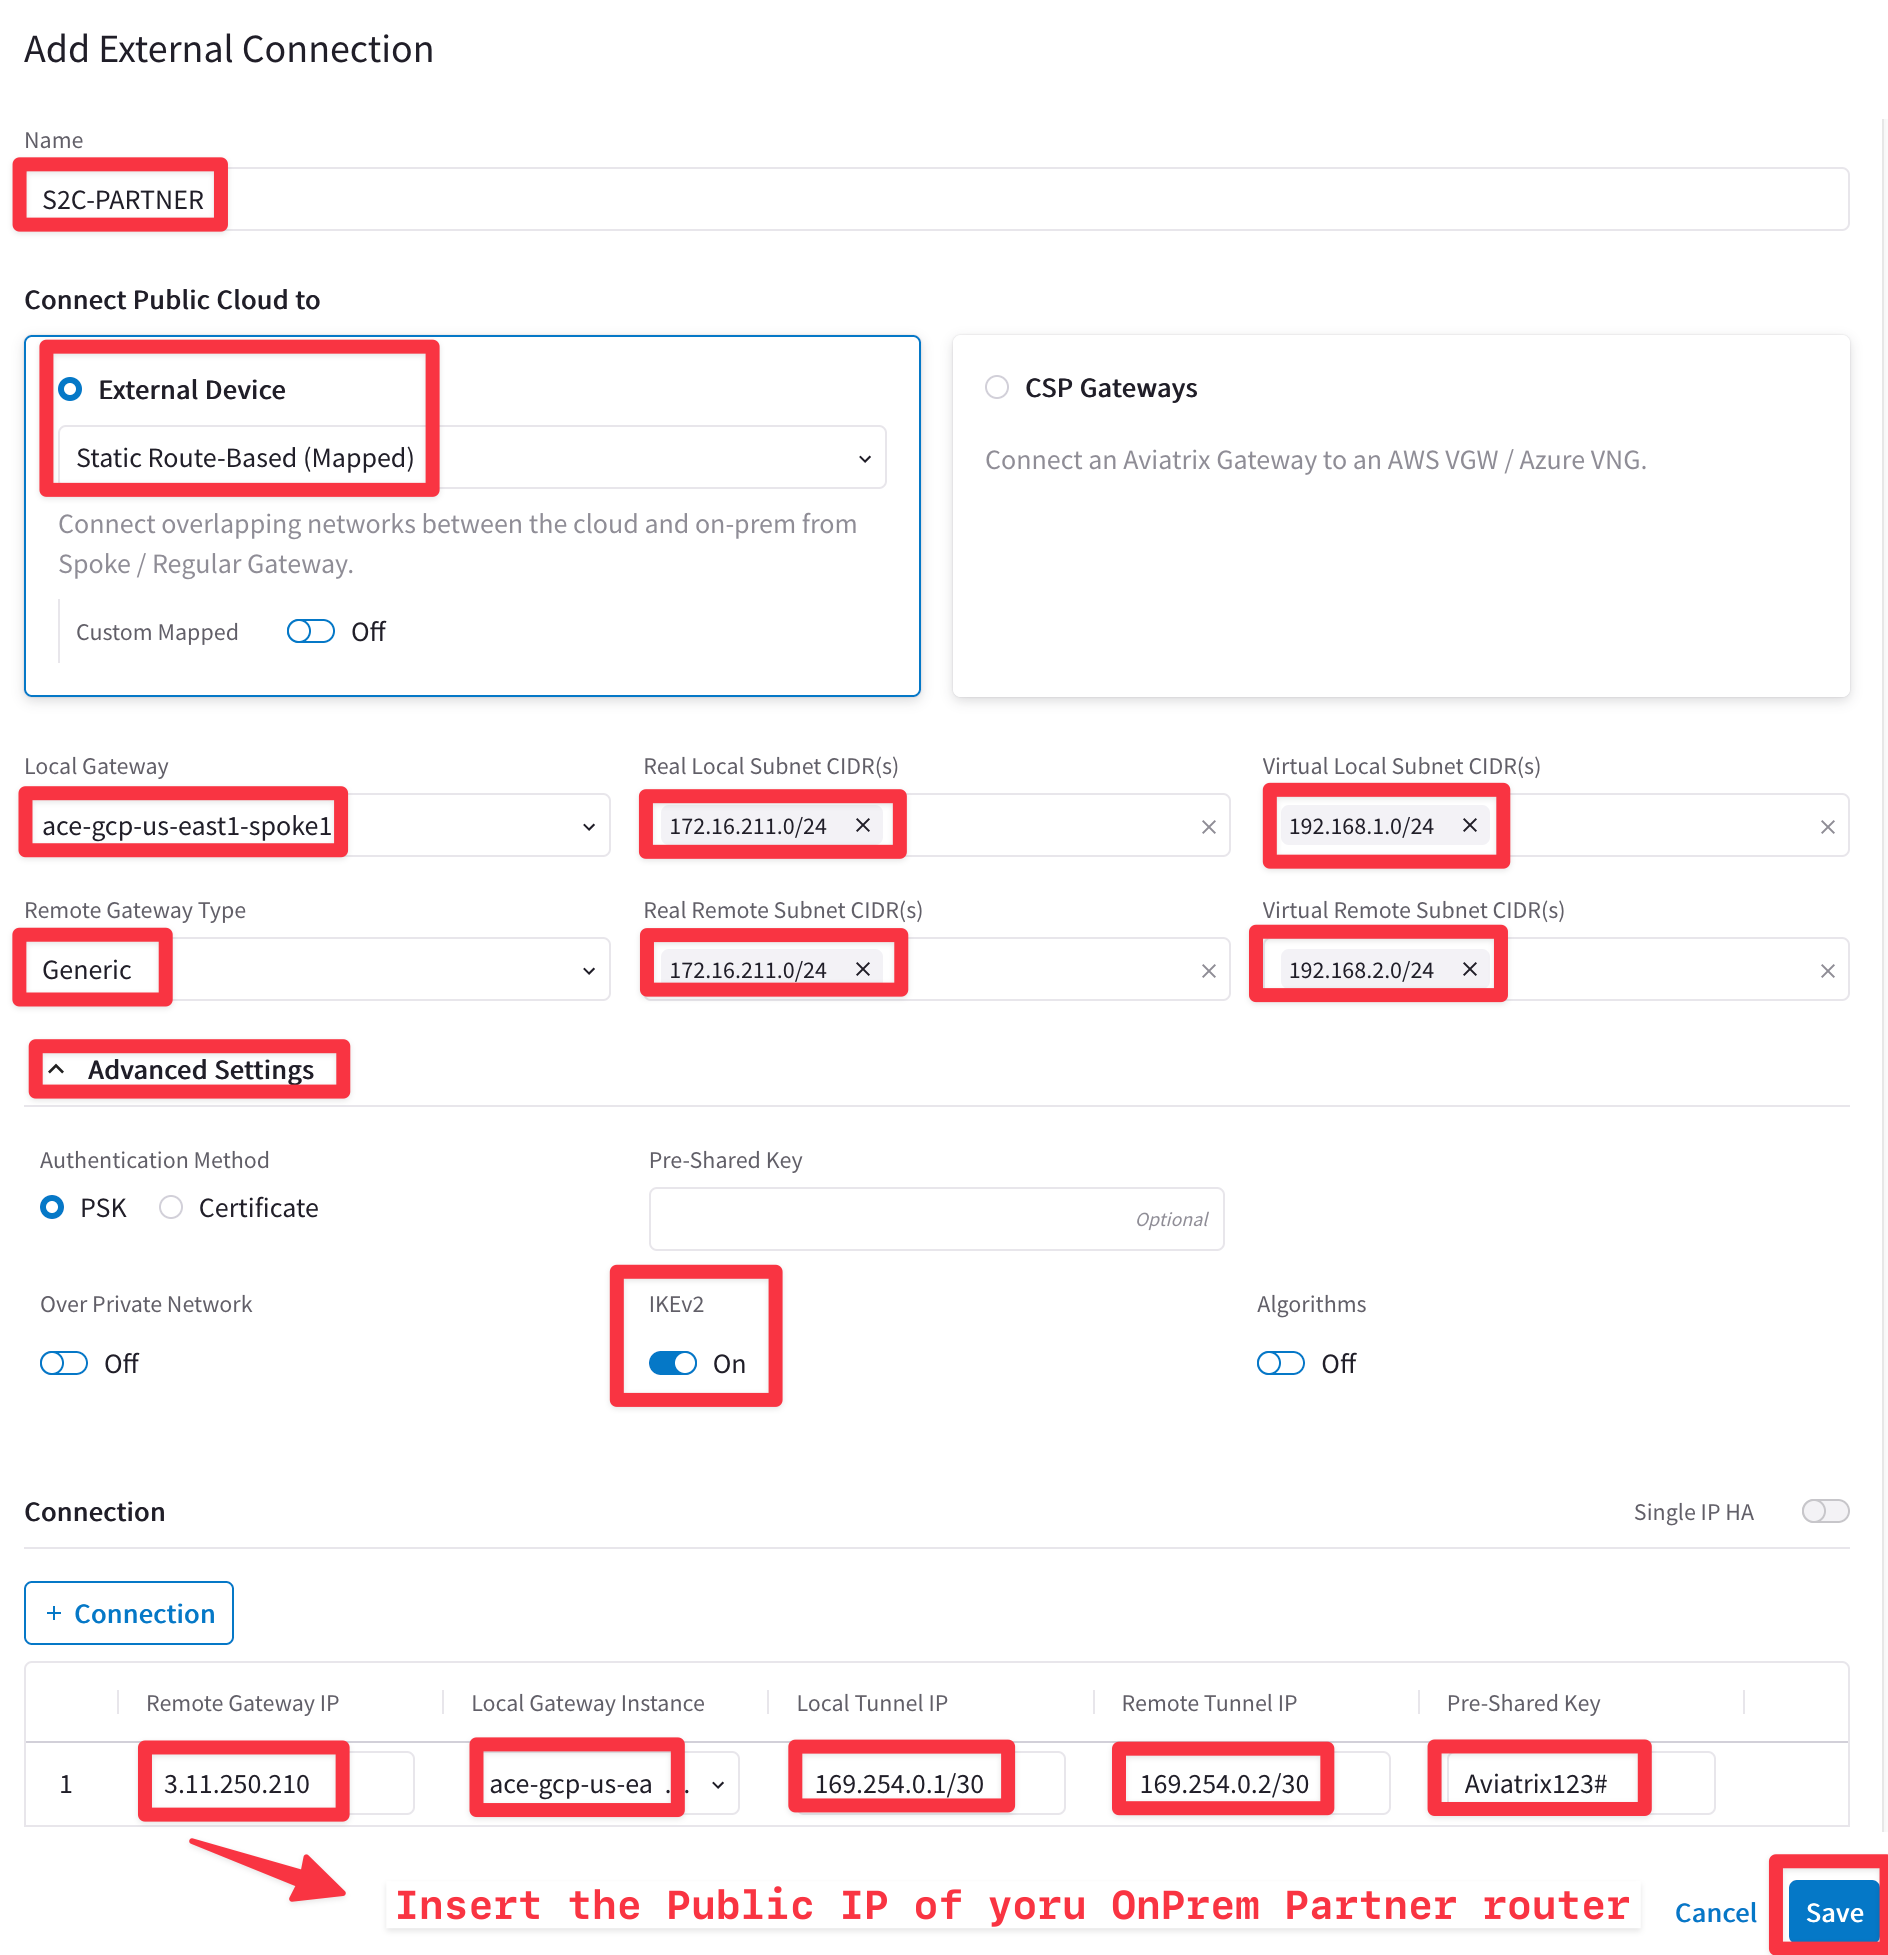 Add External Connection
Name
S2C-PARTNER
Connect Public Cloud to
External Device
Static Route-Based (Mapped)
Connect overlapping networks between the cloud and on-prem from
Spoke / Regular Gateway.
Custom Mapped Off
CSP Gateways
Connect an Aviatrix Gateway to an AWS VGW / Azure VNG.
Local Gateway Real Local Subnet CIDR(s) Virtual Local Subnet CIDR(s)
ace-gcp-us-east1-spoke1 172.16.211.0/24 192.168.1.0/24
Remote Gateway Type Real Remote Subnet CIDR(s) Virtual Remote Subnet CIDR(s)
Generic 172.16.211.0/24 192.168.2.0/24
Advanced Settings
Authentication Method Pre-Shared Key
PSK Certificate Optional
Over Private Network IKEv2 Algorithms
Off On Off
Connection Single IP HA
+ Connection
Remote Gateway IP Local Gateway Instance Local Tunnel IP Remote Tunnel IP Pre-Shared Key
1 3.11.250.210 ace-gcp-us-ea ... 169.254.0.1/30 169.254.0.2/30 Aviatrix123#
Insert the Public IP of yoru OnPrem Partner router
Cancel Save